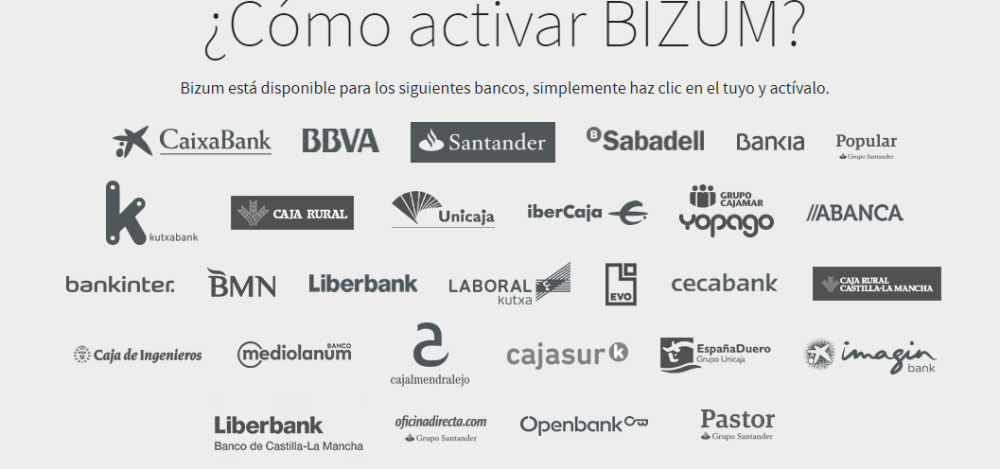 ¿Cómo activar BIZUM?
Bizum está disponible para los siguientes bancos, simplemente haz clic en el tuyo y actívalo.
CaixaBank
BBVA
Santander
B Sabadell
Bankia
Popular
Grupo Santander
k kutxabank
CAJA RURAL
Unicaja
iberCaja
GRUPO
CAJAMAR
yopago
//ABANCA
bankinter.
BMN
Liberbank
LABORAL
kutxa
EVO
cecabank
CAJA RURAL
CASTILLA-LA MANCHA
Caja de Ingenieros
BANCO
mediolanum
cajalmendralejo
cajasur k
EspañaDuero
Grupo Unicaja
imagin
bank
Liberbank
Banco de Castilla-La Mancha
oficinadirecta.com
Grupo Santander
Openbank
Pastor
Grupo Santander